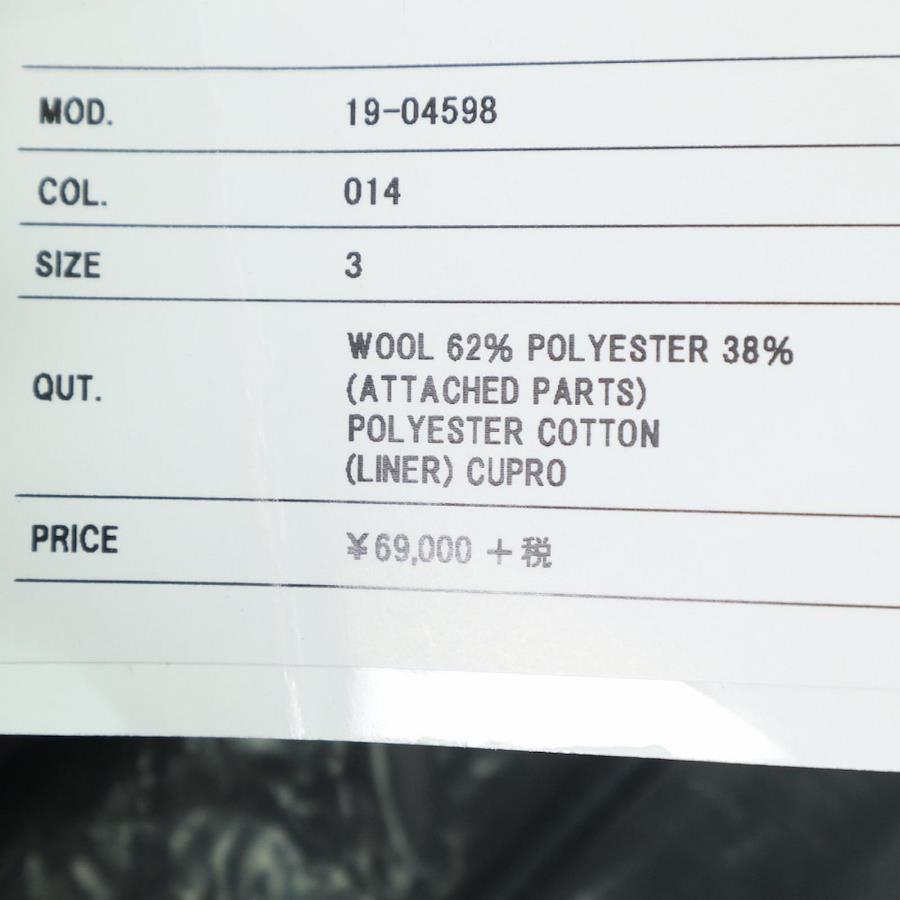 MOD. 19-04598
COL. 014
SIZE 3
QUT. WOOL 62% POLYESTER 38%
(ATTACHED PARTS)
POLYESTER COTTON
(LINER) CUPRO
PRICE ¥69,000 +税